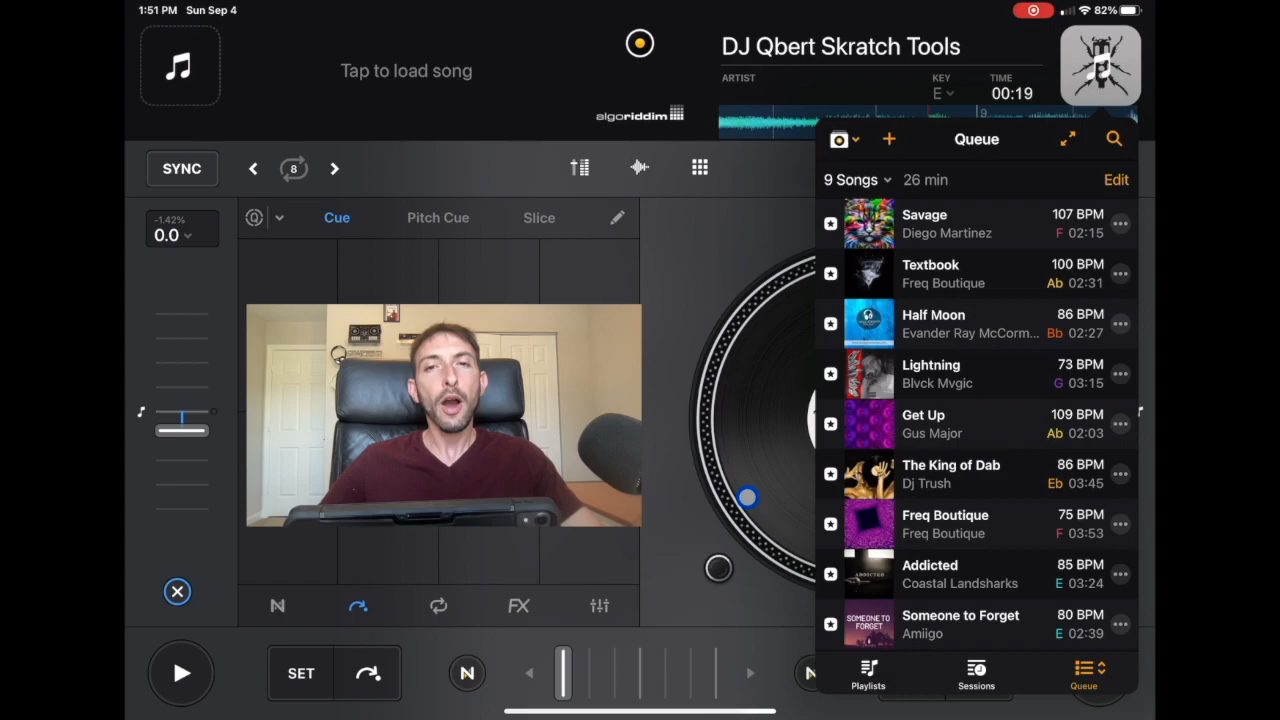 1:51 PM Sun Sep 4
82%
Tap to load song
algoriddim
DJ Qbert Skratch Tools
ARTIST
KEY
TIME
E
00:19
9
SYNC
8
-1.42%
0.0
Cue
Pitch Cue
Slice
FX
SET
N
N
N
Queue
9 Songs
26 min
Edit
Savage
107 BPM
Diego Martinez
F 02:15
Textbook
100 BPM
Freq Boutique
Ab 02:31
Half Moon
86 BPM
Evander Ray McCorm...
Bb 02:27
Lightning
73 BPM
Blvck Mvgic
G 03:15
Get Up
109 BPM
Gus Major
Ab 02:03
The King of Dab
86 BPM
Dj Trush
Eb 03:45
Freq Boutique
75 BPM
Freq Boutique
F 03:53
Addicted
85 BPM
Coastal Landsharks
E 03:24
Someone to Forget
80 BPM
Amiigo
E 02:39
Playlists
Sessions
Queue